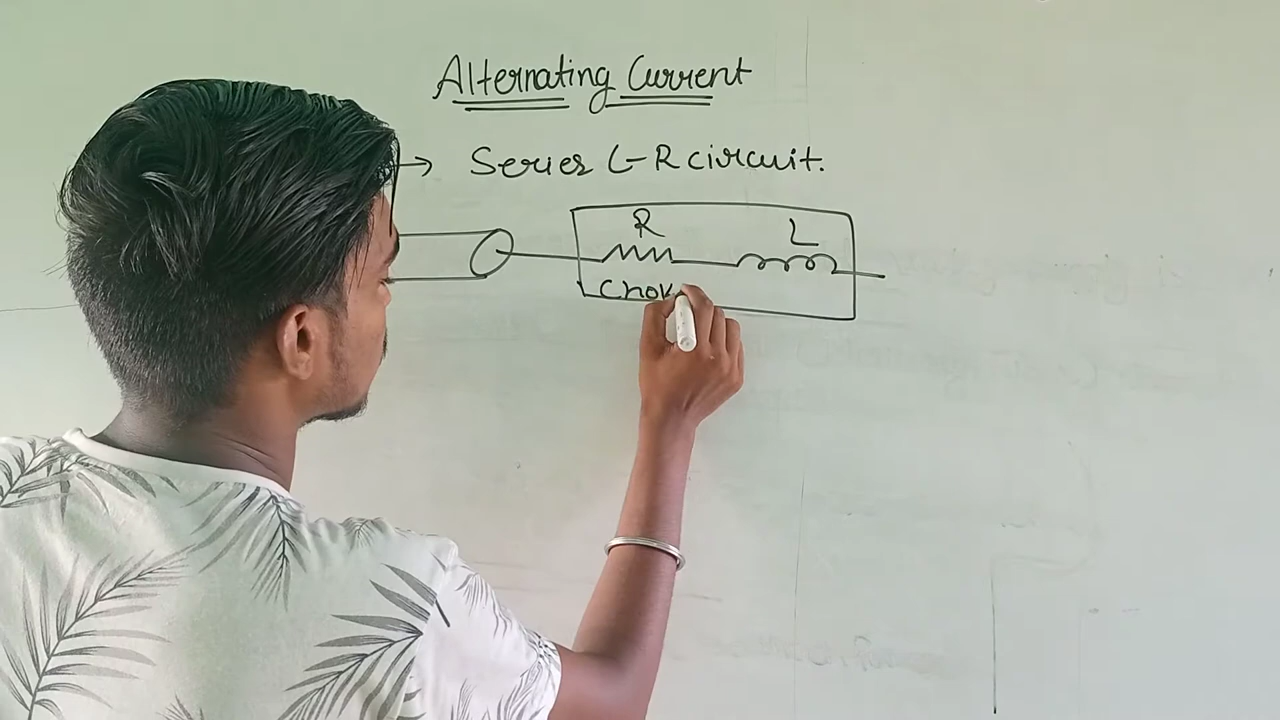 Alternating Current
→ Series L-R circuit.
R L
Chok